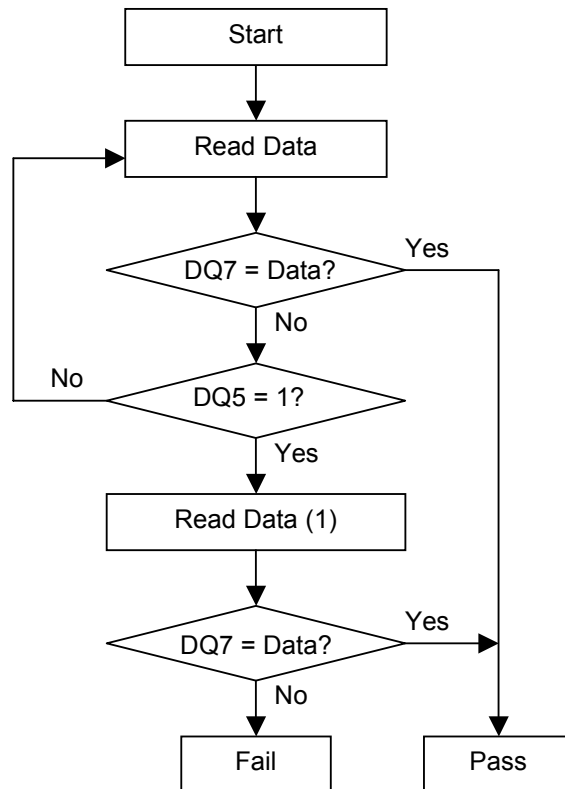 Start
Read Data
DQ7 = Data?
Yes
No
No
DQ5 = 1?
Yes
Read Data (1)
DQ7 = Data?
Yes
No
Fail
Pass